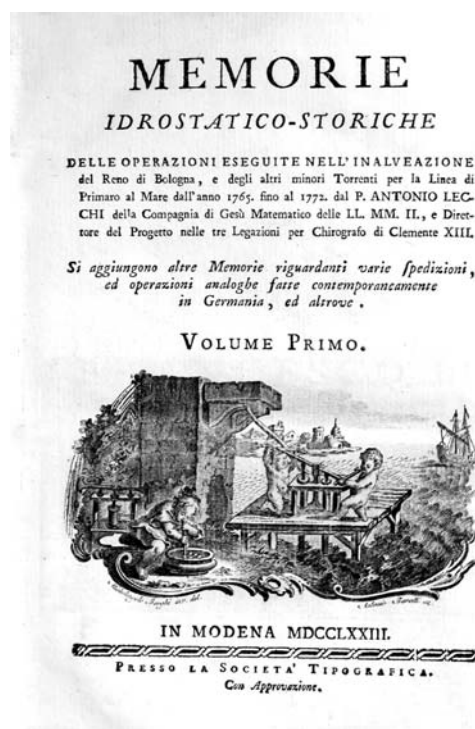 MEMORIE
IDROSTATICO-STORICHE
DELLE OPERAZIONI ESEGUITE NELL' INALVEAZIONE
del Reno di Bologna, e degli altri minori Torrenti per la Linea di
Primaro al Mare dall'anno 1765. fino al 1772. dal P. ANTONIO LEC-
CHI della Compagnia di Gesù Matematico delle LL. MM. II., e Diret-
tore del Progetto nelle tre Legazioni per Chirografo di Clemente XIII.
Si aggiungono altre Memorie riguardanti varie spedizioni,
ed operazioni analoghe fatte contemporaneamente
in Germania, ed altrove.
VOLUME PRIMO.
IN MODENA MDCCLXXIII.
PRESSO LA SOCIETA' TIPOGRAFICA.
Con Approvazione.